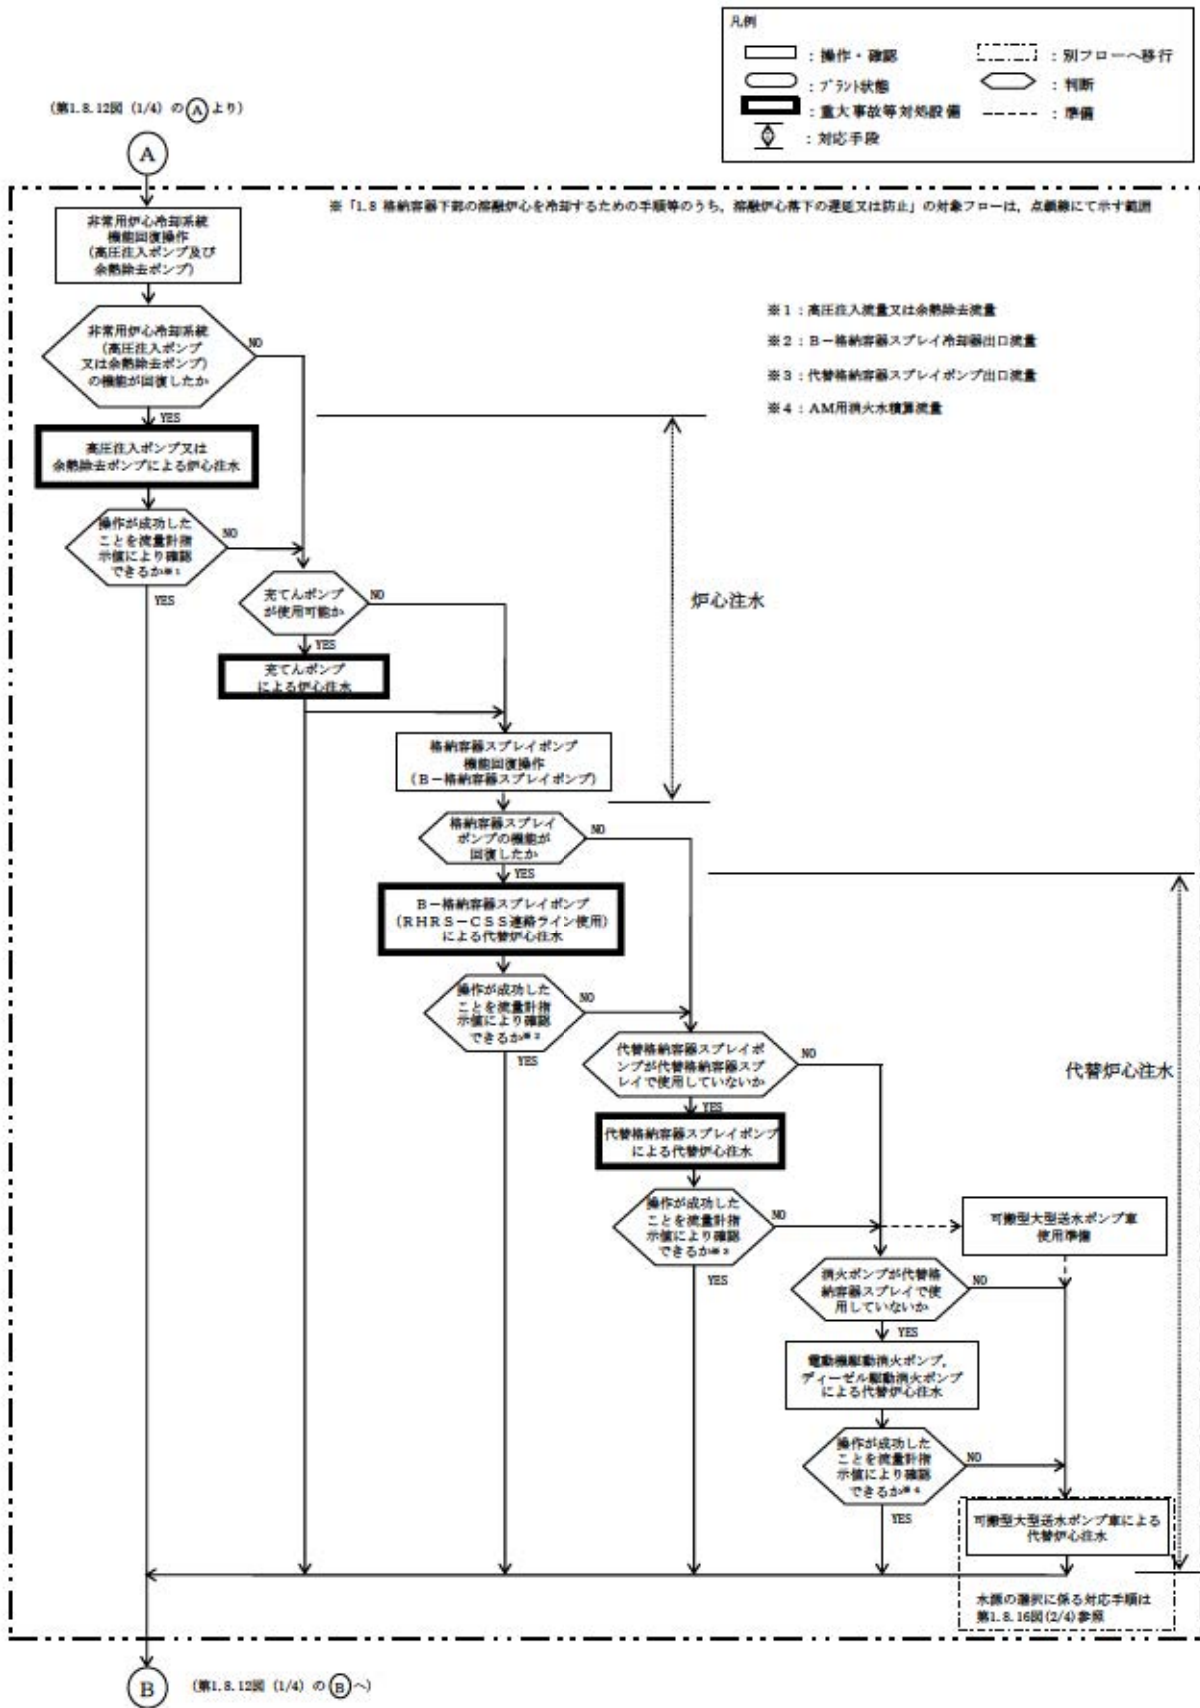 凡例
：操作・確認
：別フローへ移行
：プラント状態
：判断
：重大事故等対処設備
：準備
：対応手段
(第1.8.12図 (1/4) の A より)
A
※「1.8 格納容器下部の溶融炉心を冷却するための手順等のうち，溶融炉心落下の遅延又は防止」の対象フローは，点鎖線にて示す範囲
非常用炉心冷却系統
機能回復操作
(高圧注入ポンプ及び
余熱除去ポンプ)
※1：高圧注入流量又は余熱除去流量
※2：B－格納容器スプレイ冷却器出口流量
※3：代替格納容器スプレイポンプ出口流量
※4：AM用消火水積算流量
非常用炉心冷却系統
(高圧注入ポンプ
又は余熱除去ポンプ)
の機能が回復したか
NO
YES
高圧注入ポンプ又は
余熱除去ポンプによる炉心注水
操作が成功した
ことを流量計指
示値により確認
できるか※1
NO
YES
充てんポンプ
が使用可能か
NO
YES
炉心注水
充てんポンプ
による炉心注水
格納容器スプレイポンプ
機能回復操作
(B－格納容器スプレイポンプ)
格納容器スプレイ
ポンプの機能が
回復したか
NO
YES
B－格納容器スプレイポンプ
(RHRS－CSS連絡ライン使用)
による代替炉心注水
操作が成功した
ことを流量計指
示値により確認
できるか※2
NO
YES
代替格納容器スプレイポ
ンプが代替格納容器スプ
レイで使用していないか
NO
YES
代替炉心注水
代替格納容器スプレイポンプ
による代替炉心注水
操作が成功した
ことを流量計指
示値により確認
できるか※3
NO
YES
可搬型大型送水ポンプ車
使用準備
消火ポンプが代替格
納容器スプレイで使
用していないか
NO
YES
電動機駆動消火ポンプ，
ディーゼル駆動消火ポンプ
による代替炉心注水
操作が成功した
ことを流量計指
示値により確認
できるか※4
NO
YES
可搬型大型送水ポンプ車による
代替炉心注水
水源の選択に係る対応手順は
第1.8.16図(2/4)参照
B
(第1.8.12図 (1/4) の B へ)